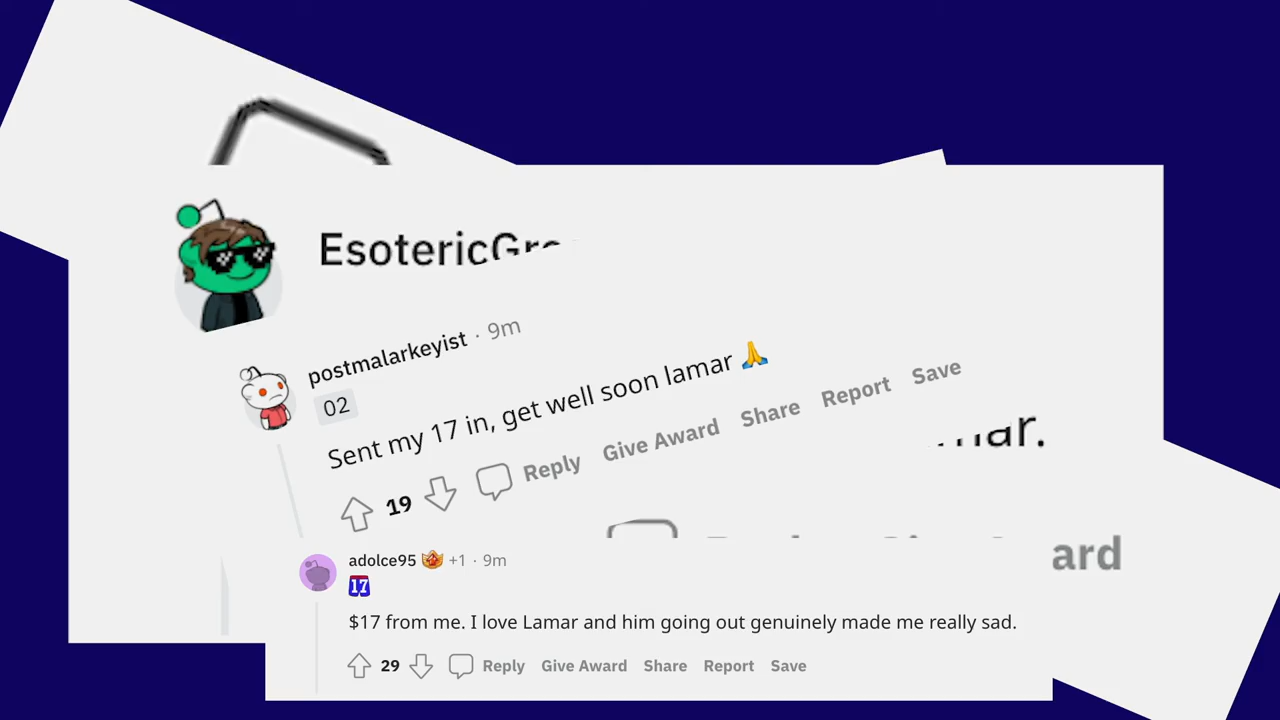 postmalarkeyist · 9m
02
Sent my 17 in, get well soon lamar 🙏
19 Reply Give Award Share Report Save
adolce95 +1 · 9m
17
$17 from me. I love Lamar and him going out genuinely made me really sad.
29 Reply Give Award Share Report Save